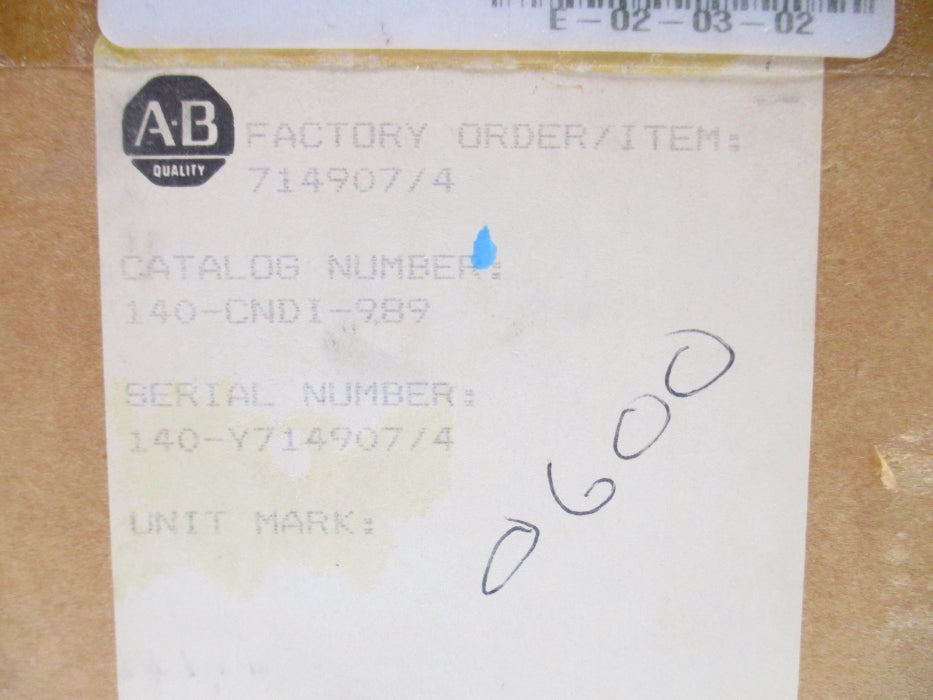 E-02-03-02
A·B
QUALITY
FACTORY ORDER/ITEM:
714907/4
CATALOG NUMBER:
140-CNDI-989
SERIAL NUMBER:
140-Y714907/4
UNIT MARK:
0600